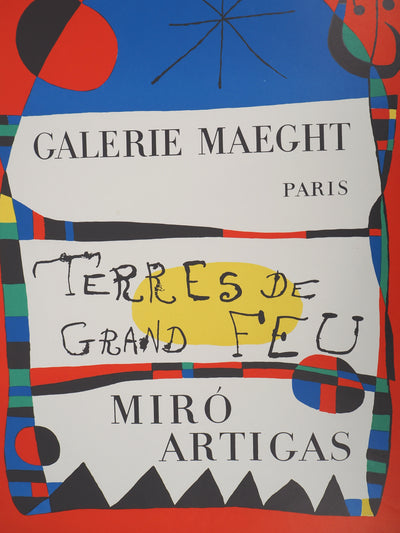 GALERIE MAEGHT
PARIS
TERRES DE
GRAND FEU
MIRÓ
ARTIGAS